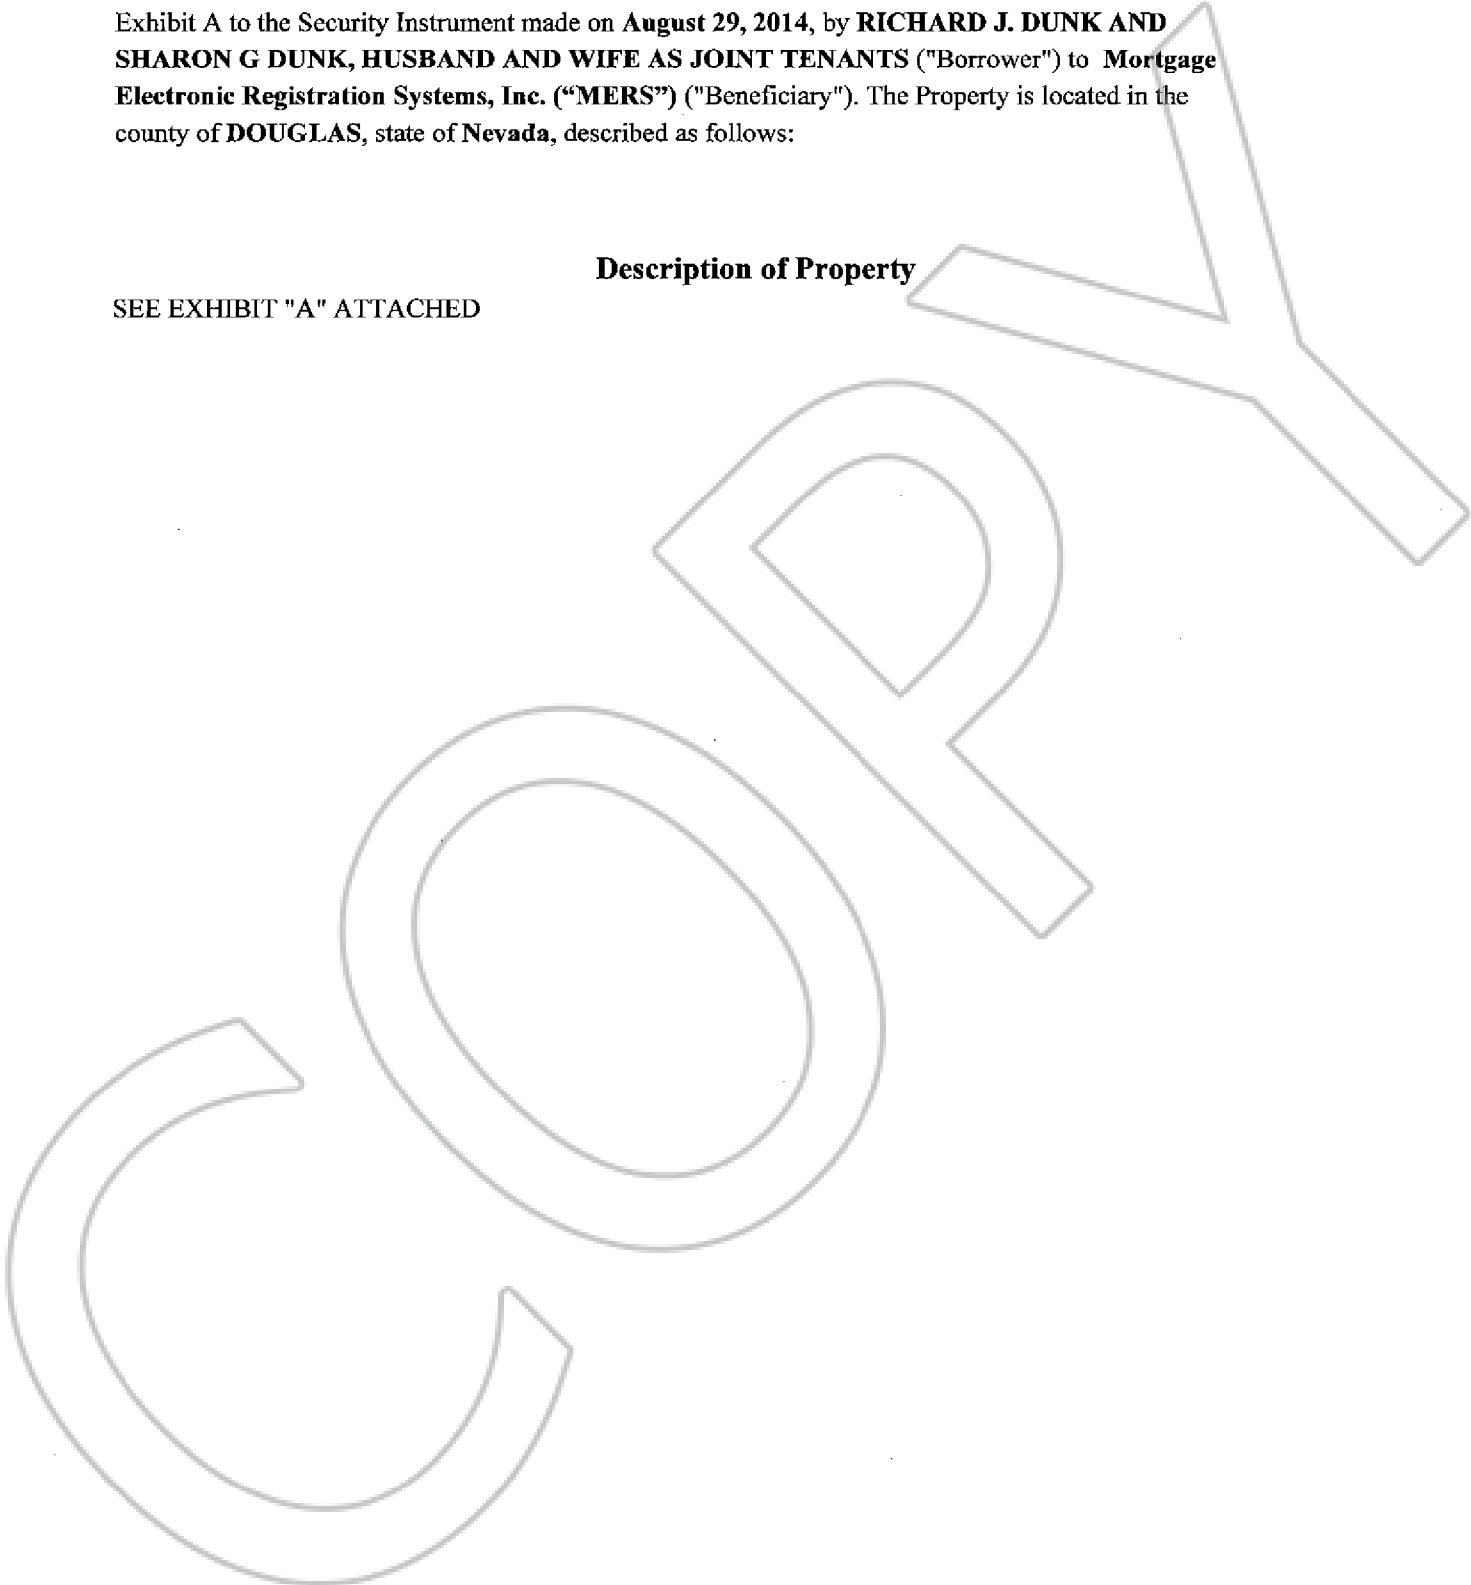 Exhibit A to the Security Instrument made on August 29, 2014, by RICHARD J. DUNK AND
SHARON G DUNK, HUSBAND AND WIFE AS JOINT TENANTS ("Borrower") to Mortgage
Electronic Registration Systems, Inc. (“MERS”) ("Beneficiary"). The Property is located in the
county of DOUGLAS, state of Nevada, described as follows:
Description of Property
SEE EXHIBIT "A" ATTACHED
COPY